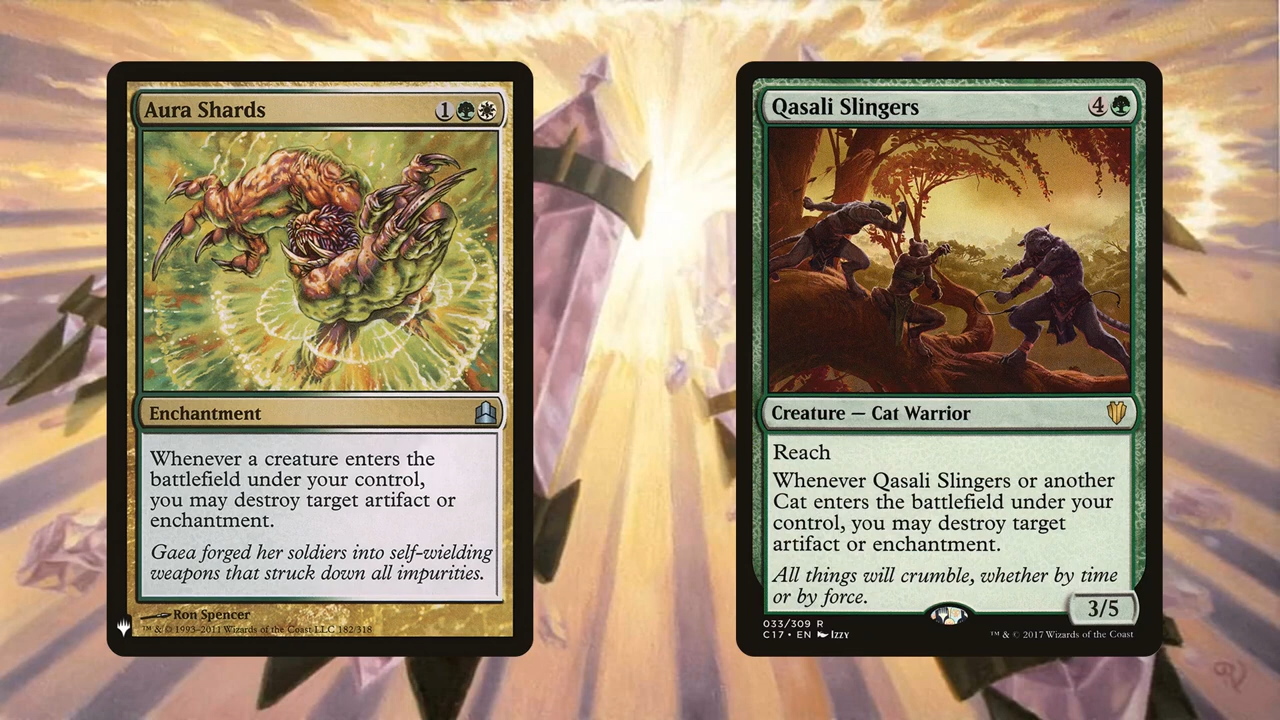 Aura Shards
1
Enchantment
Whenever a creature enters the
battlefield under your control,
you may destroy target artifact or
enchantment.
Gaea forged her soldiers into self-wielding
weapons that struck down all impurities.
Ron Spencer
™ & © 1993–2011 Wizards of the Coast LLC 182/318
Qasali Slingers
4
Creature — Cat Warrior
Reach
Whenever Qasali Slingers or another
Cat enters the battlefield under your
control, you may destroy target
artifact or enchantment.
All things will crumble, whether by time
or by force.
3/5
033/309 R
C17 • EN Izzy
™ & © 2017 Wizards of the Coast